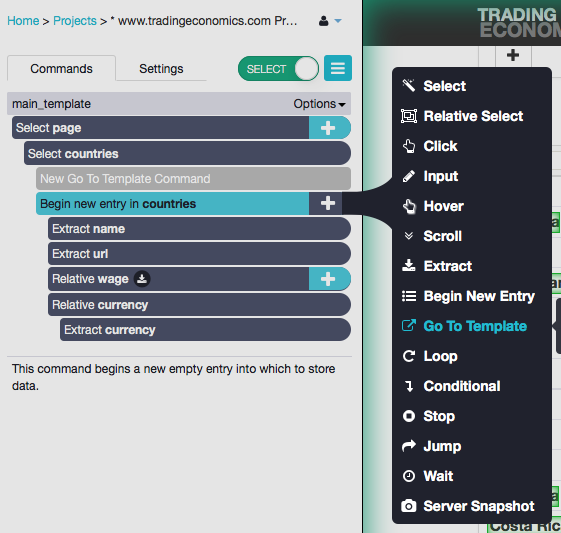 Home > Projects > * www.tradingeconomics.com Pr...
Commands
Settings
SELECT
main_template
Options
Select page
Select countries
New Go To Template Command
Begin new entry in countries
Extract name
Extract url
Relative wage
Relative currency
Extract currency
This command begins a new empty entry into which to store
data.
TRADING
ECONOM
Select
Relative Select
Click
Input
Hover
Scroll
Extract
Begin New Entry
Go To Template
Loop
Conditional
Stop
Jump
Wait
Server Snapshot
Costa Ric